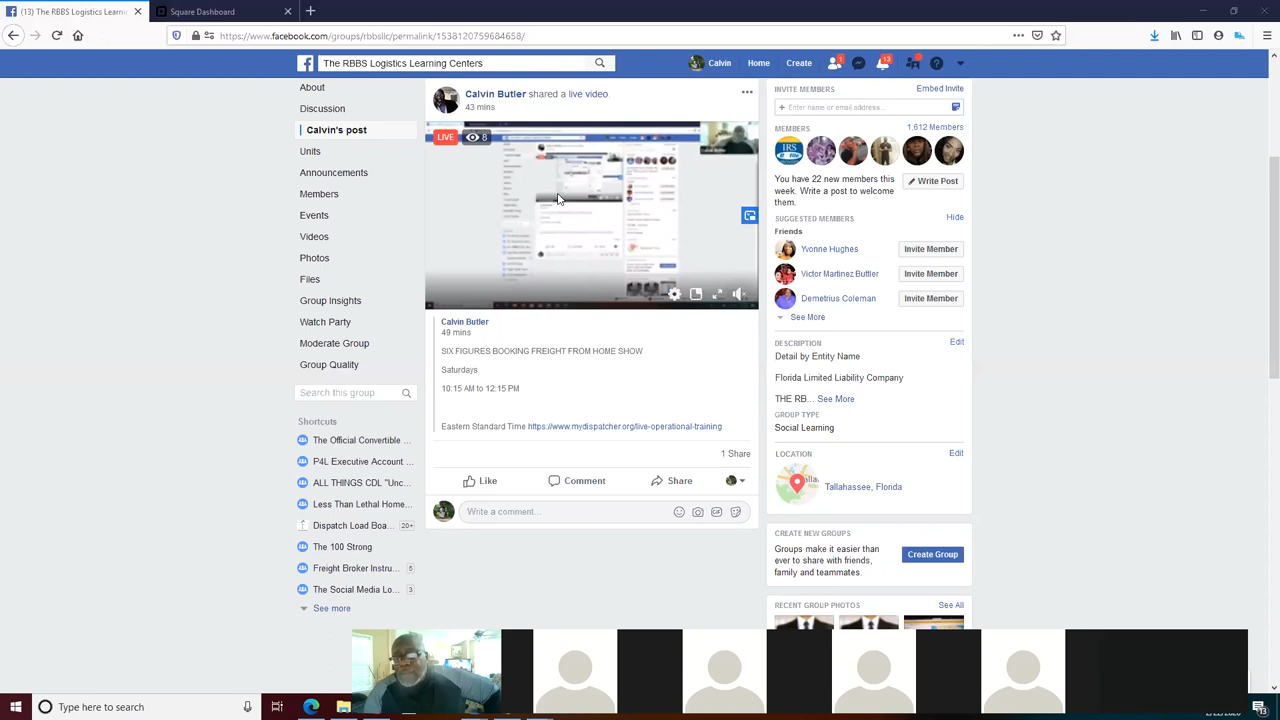 (13) The RBBS Logistics Learnin
Square Dashboard
https://www.facebook.com/groups/rbbsllc/permalink/1538120759684658/
The RBBS Logistics Learning Centers
Calvin
Home
Create
1
13
About
Discussion
Calvin's post
Units
Announcements
Members
Events
Videos
Photos
Files
Group Insights
Watch Party
Moderate Group
Group Quality
Search this group
Shortcuts
The Official Convertible ...
P4L Executive Account ...
ALL THINGS CDL "Unc...
Less Than Lethal Home...
Dispatch Load Boa... 20+
The 100 Strong
Freight Broker Instru... 5
The Social Media Lo... 3
See more
Calvin Butler shared a live video.
43 mins
LIVE 8
Calvin Butler
49 mins
SIX FIGURES BOOKING FREIGHT FROM HOME SHOW
Saturdays
10:15 AM to 12:15 PM
Eastern Standard Time https://www.mydispatcher.org/live-operational-training
1 Share
Like
Comment
Share
Write a comment...
INVITE MEMBERS
Embed Invite
+ Enter name or email address...
MEMBERS
1,612 Members
You have 22 new members this
week. Write a post to welcome
them.
Write Post
SUGGESTED MEMBERS
Hide
Friends
Yvonne Hughes
Invite Member
Victor Martinez Buttler
Invite Member
Demetrius Coleman
Invite Member
See More
DESCRIPTION
Edit
Detail by Entity Name
Florida Limited Liability Company
THE RB... See More
GROUP TYPE
Social Learning
LOCATION
Edit
Tallahassee, Florida
CREATE NEW GROUPS
Groups make it easier than
ever to share with friends,
family and teammates.
Create Group
RECENT GROUP PHOTOS
See All
Type here to search